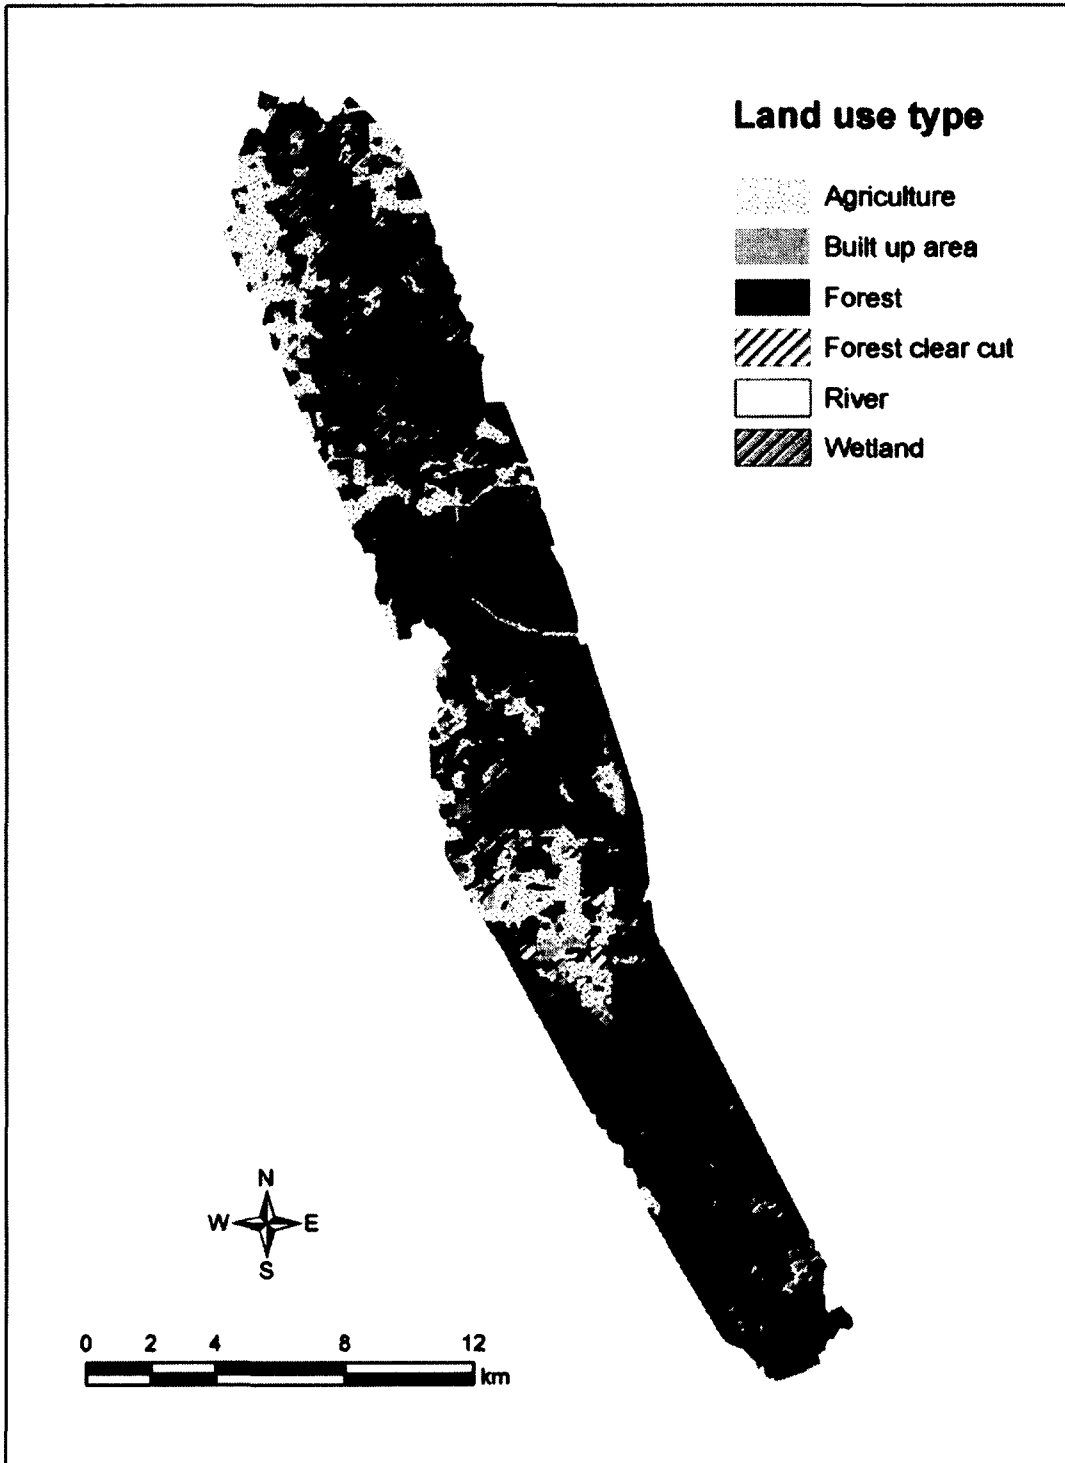 Land use type
Agriculture
Built up area
Forest
Forest clear cut
River
Wetland
N
W E
S
0 2 4 8 12
km